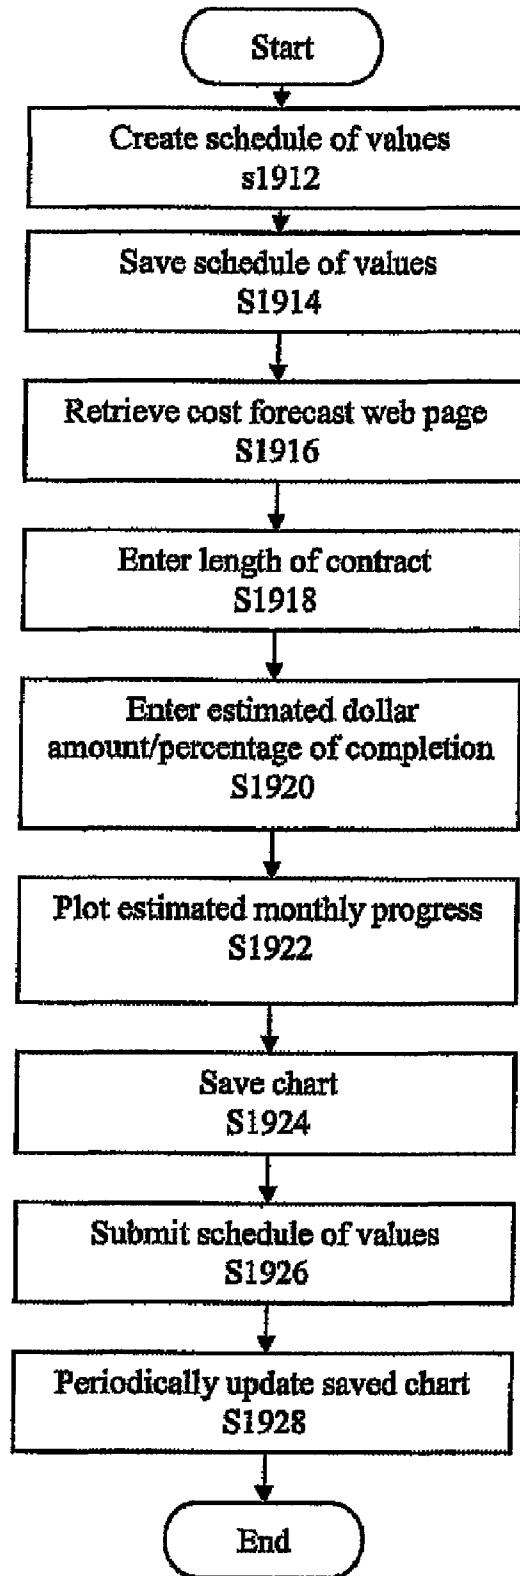 Start
Create schedule of values
s1912
Save schedule of values
S1914
Retrieve cost forecast web page
S1916
Enter length of contract
S1918
Enter estimated dollar
amount/percentage of completion
S1920
Plot estimated monthly progress
S1922
Save chart
S1924
Submit schedule of values
S1926
Periodically update saved chart
S1928
End